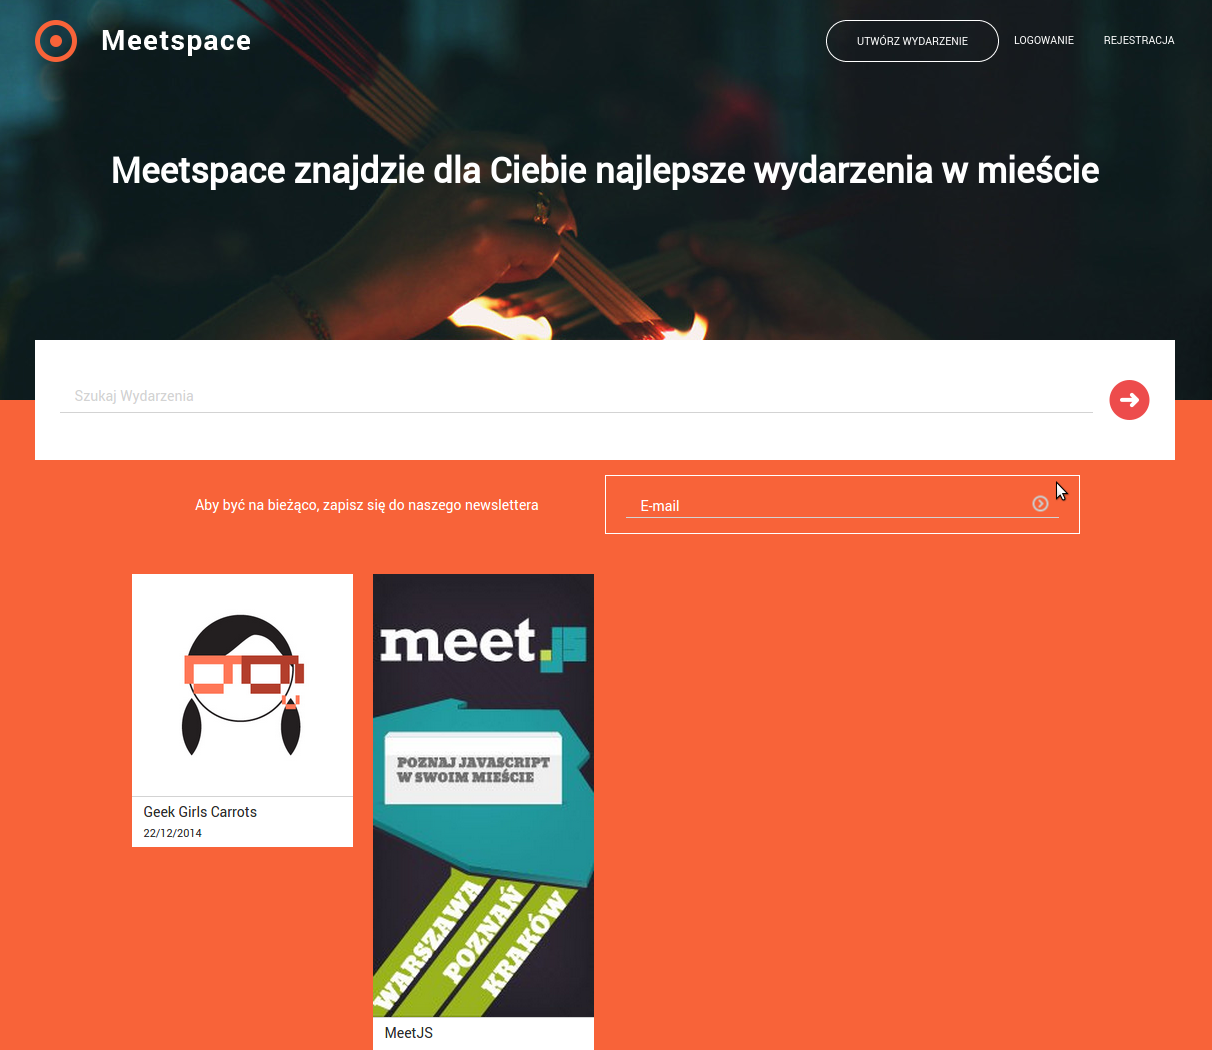 Meetspace
UTWÓRZ WYDARZENIE
LOGOWANIE
REJESTRACJA
Meetspace znajdzie dla Ciebie najlepsze wydarzenia w mieście
Szukaj Wydarzenia
Aby być na bieżąco, zapisz się do naszego newslettera
E-mail
Geek Girls Carrots
22/12/2014
meet JS
POZNAJ JAVASCRIPT
W SWOIM MIEŚCIE
WARSZAWA
POZNAŃ
KRAKÓW
MeetJS